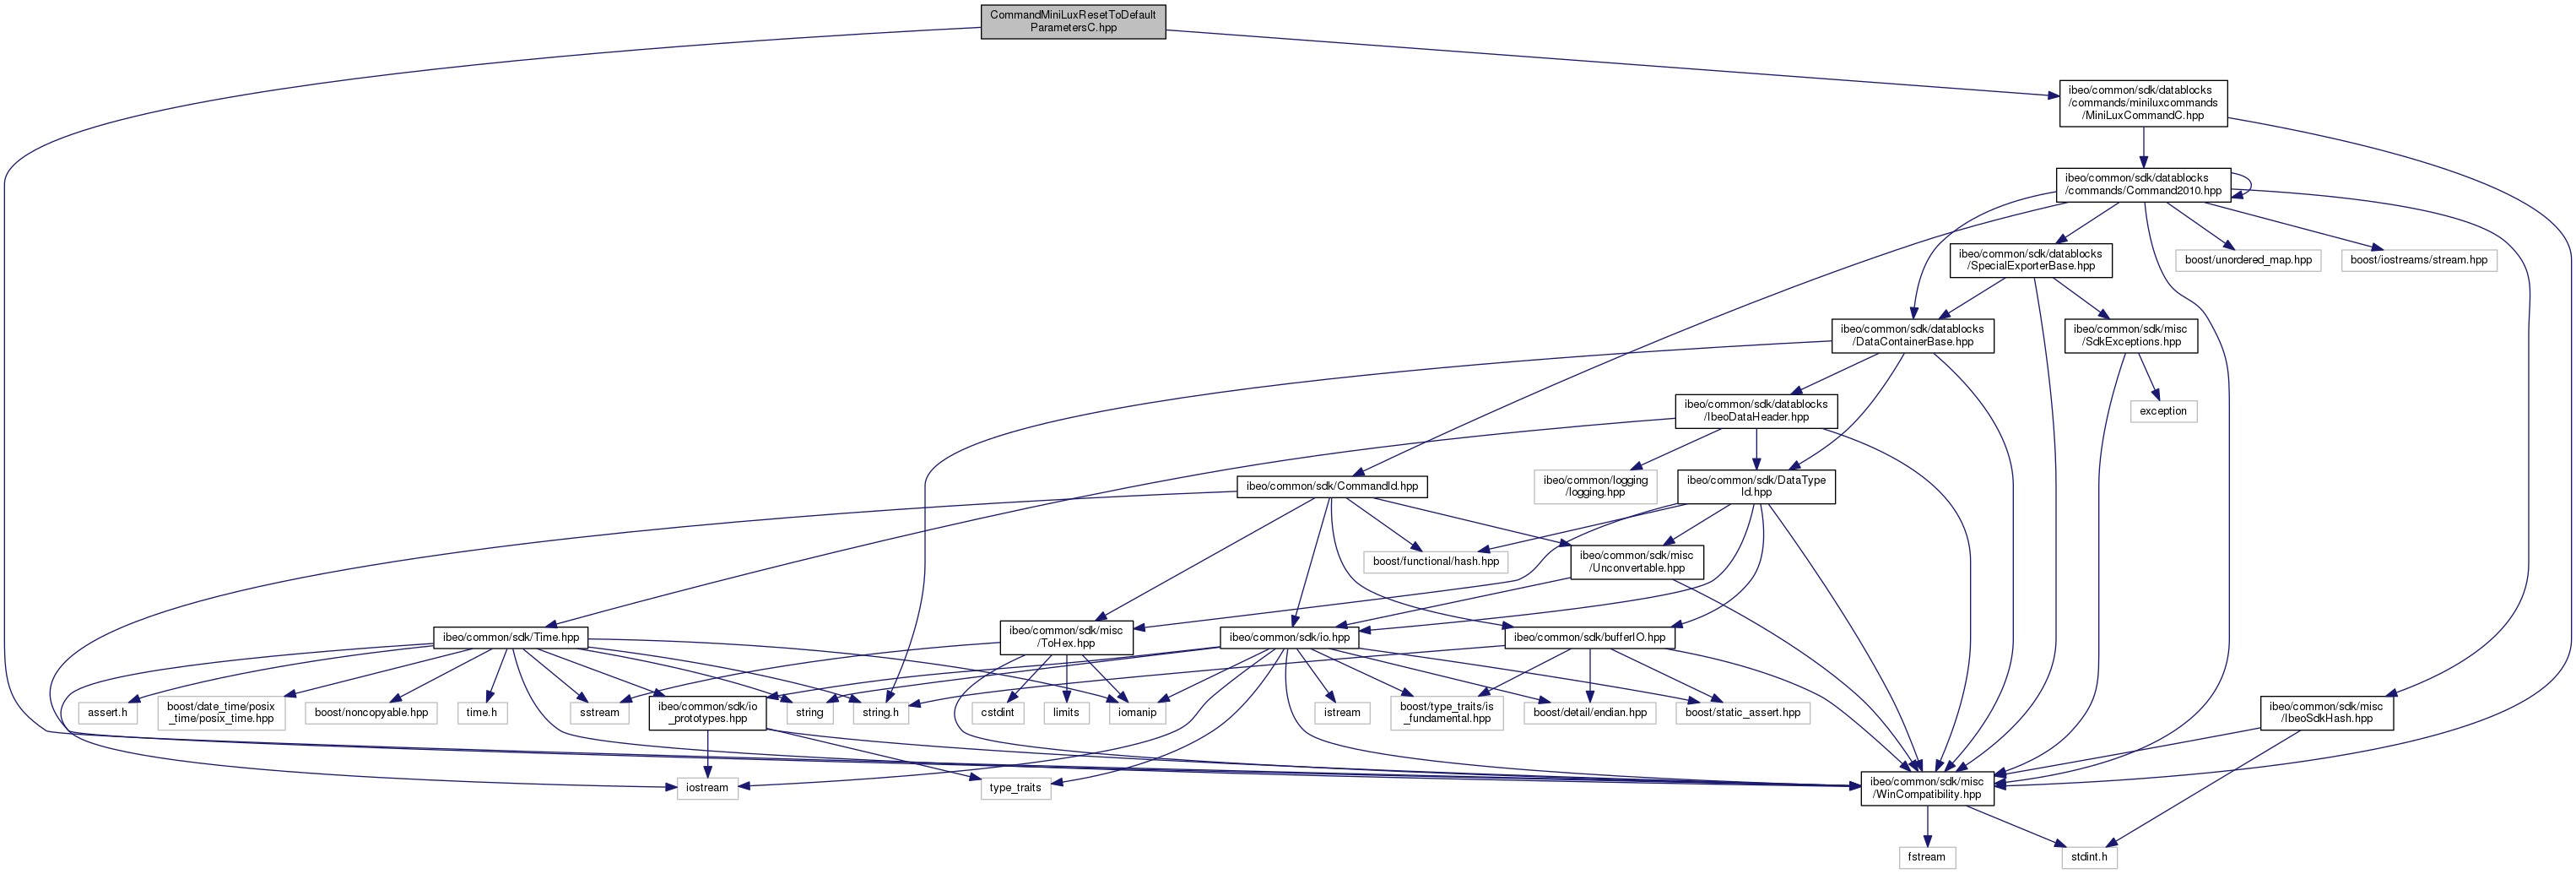 CommandMiniLuxResetToDefault
ParametersC.hpp
ibeo/common/sdk/datablocks
/commands/miniluxcommands
/MiniLuxCommandC.hpp
ibeo/common/sdk/datablocks
/commands/Command2010.hpp
ibeo/common/sdk/datablocks
/SpecialExporterBase.hpp
boost/unordered_map.hpp
boost/iostreams/stream.hpp
ibeo/common/sdk/datablocks
/DataContainerBase.hpp
ibeo/common/sdk/misc
/SdkExceptions.hpp
ibeo/common/sdk/datablocks
/IbeoDataHeader.hpp
exception
ibeo/common/sdk/CommandId.hpp
ibeo/common/logging
/logging.hpp
ibeo/common/sdk/DataType
Id.hpp
boost/functional/hash.hpp
ibeo/common/sdk/misc
/Unconvertable.hpp
ibeo/common/sdk/Time.hpp
ibeo/common/sdk/misc
/ToHex.hpp
ibeo/common/sdk/io.hpp
ibeo/common/sdk/bufferIO.hpp
assert.h
boost/date_time/posix
_time/posix_time.hpp
boost/noncopyable.hpp
time.h
sstream
ibeo/common/sdk/io
_prototypes.hpp
string
string.h
cstdint
limits
iomanip
istream
boost/type_traits/is
_fundamental.hpp
boost/detail/endian.hpp
boost/static_assert.hpp
ibeo/common/sdk/misc
/IbeoSdkHash.hpp
iostream
type_traits
ibeo/common/sdk/misc
/WinCompatibility.hpp
fstream
stdint.h